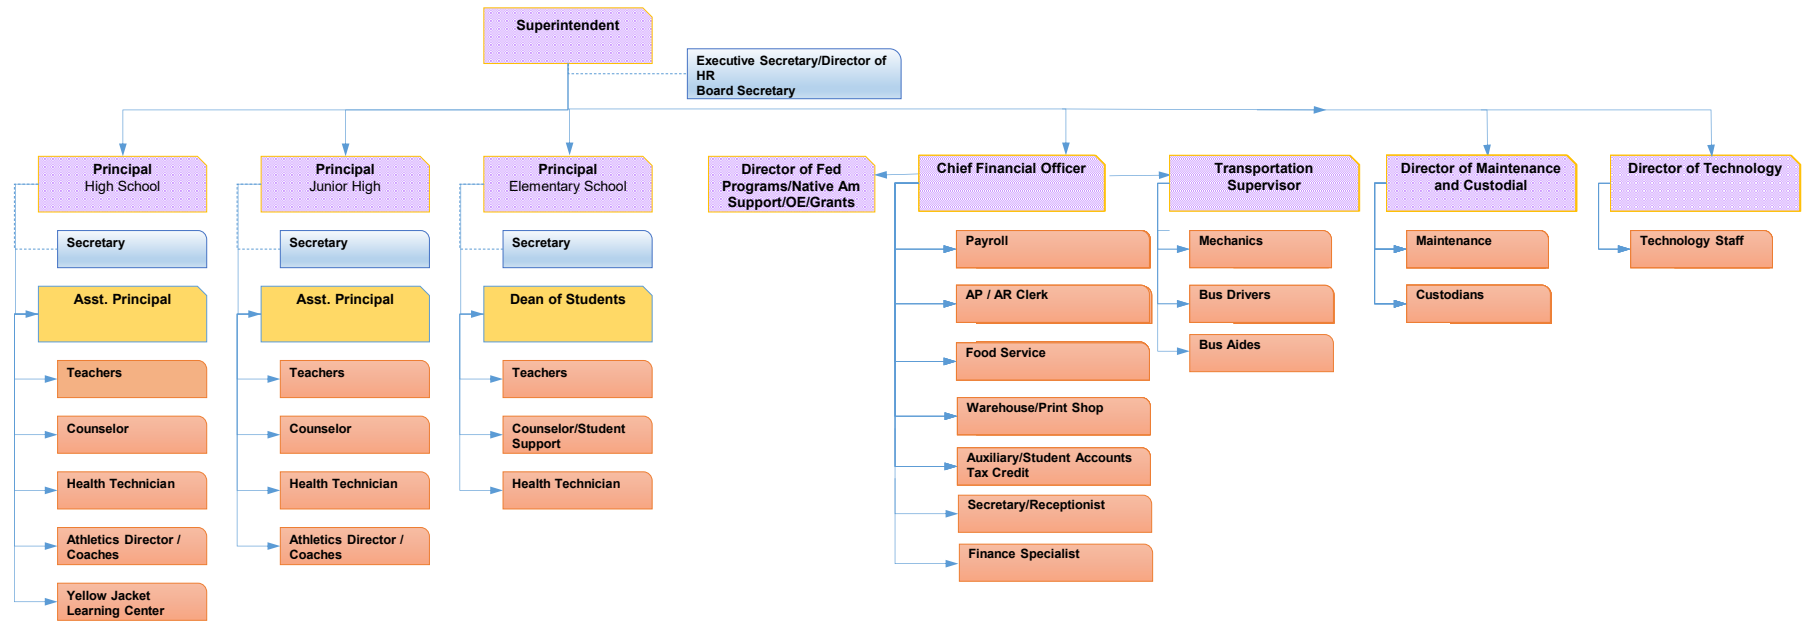 Superintendent
Executive Secretary/Director of
HR
Board Secretary
Principal
High School
Secretary
Asst. Principal
Teachers
Counselor
Health Technician
Athletics Director /
Coaches
Yellow Jacket
Learning Center
Principal
Junior High
Secretary
Asst. Principal
Teachers
Counselor
Health Technician
Athletics Director /
Coaches
Principal
Elementary School
Secretary
Dean of Students
Teachers
Counselor/Student
Support
Health Technician
Director of Fed
Programs/Native Am
Support/OE/Grants
Chief Financial Officer
Payroll
AP / AR Clerk
Food Service
Warehouse/Print Shop
Auxiliary/Student Accounts
Tax Credit
Secretary/Receptionist
Finance Specialist
Transportation
Supervisor
Mechanics
Bus Drivers
Bus Aides
Director of Maintenance
and Custodial
Maintenance
Custodians
Director of Technology
Technology Staff